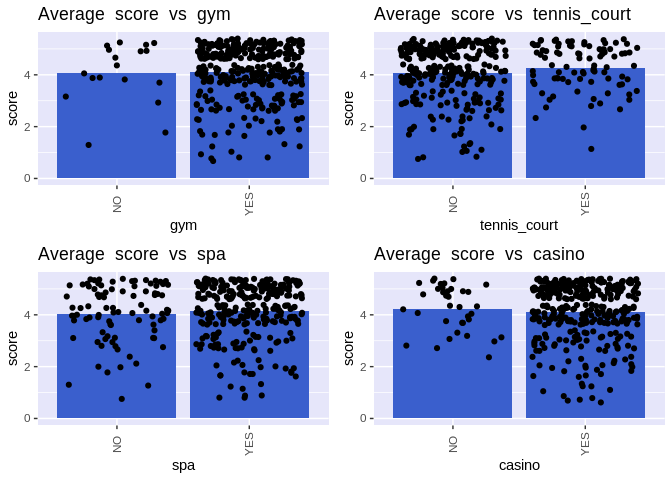 Average score vs gym
score
4
2
0
NO
YES
gym
Average score vs tennis_court
score
4
2
0
NO
YES
tennis_court
Average score vs spa
score
4
2
0
NO
YES
spa
Average score vs casino
score
4
2
0
NO
YES
casino